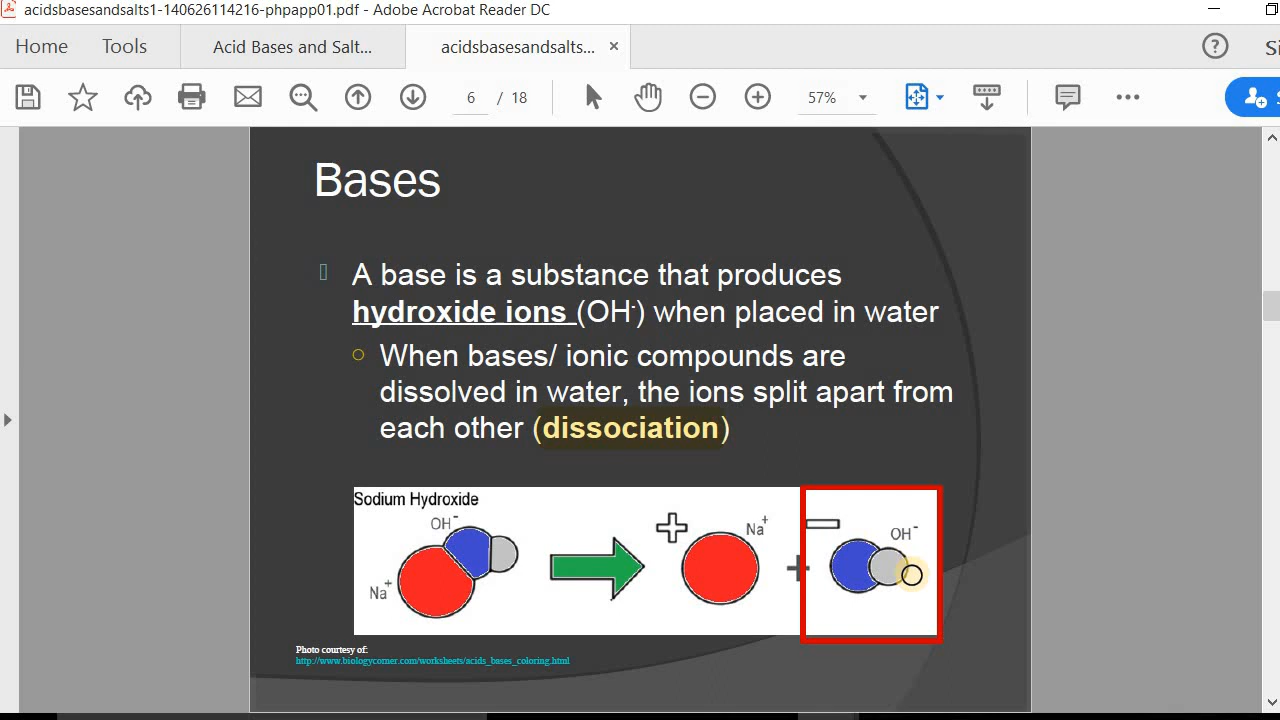 acidsbasesandsalts1-140626114216-phpapp01.pdf - Adobe Acrobat Reader DC
Home Tools Acid Bases and Salt... acidsbasesandsalts... × ? Si
6 / 18 57%
Bases
A base is a substance that produces
hydroxide ions (OH-) when placed in water
When bases/ ionic compounds are
dissolved in water, the ions split apart from
each other (dissociation)
Sodium Hydroxide
OH-
Na+
Na+
+
OH-
Photo courtesy of:
http://www.biologycorner.com/worksheets/acids_bases_coloring.html